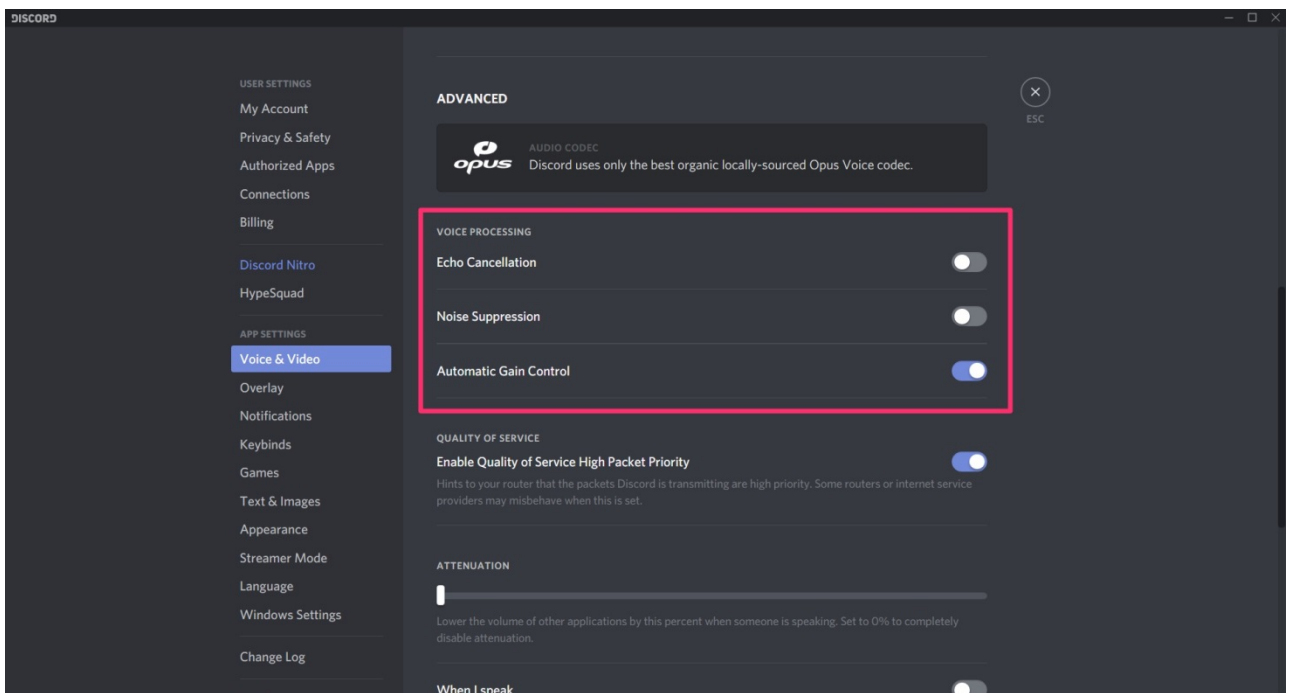 DISCORD
USER SETTINGS
My Account
Privacy & Safety
Authorized Apps
Connections
Billing
Discord Nitro
HypeSquad
APP SETTINGS
Voice & Video
Overlay
Notifications
Keybinds
Games
Text & Images
Appearance
Streamer Mode
Language
Windows Settings
Change Log
ADVANCED
opus
AUDIO CODEC
Discord uses only the best organic locally-sourced Opus Voice codec.
VOICE PROCESSING
Echo Cancellation
Noise Suppression
Automatic Gain Control
QUALITY OF SERVICE
Enable Quality of Service High Packet Priority
Hints to your router that the packets Discord is transmitting are high priority. Some routers or internet service
providers may misbehave when this is set.
ATTENUATION
Lower the volume of other applications by this percent when someone is speaking. Set to 0% to completely
disable attenuation.
When I speak
ESC